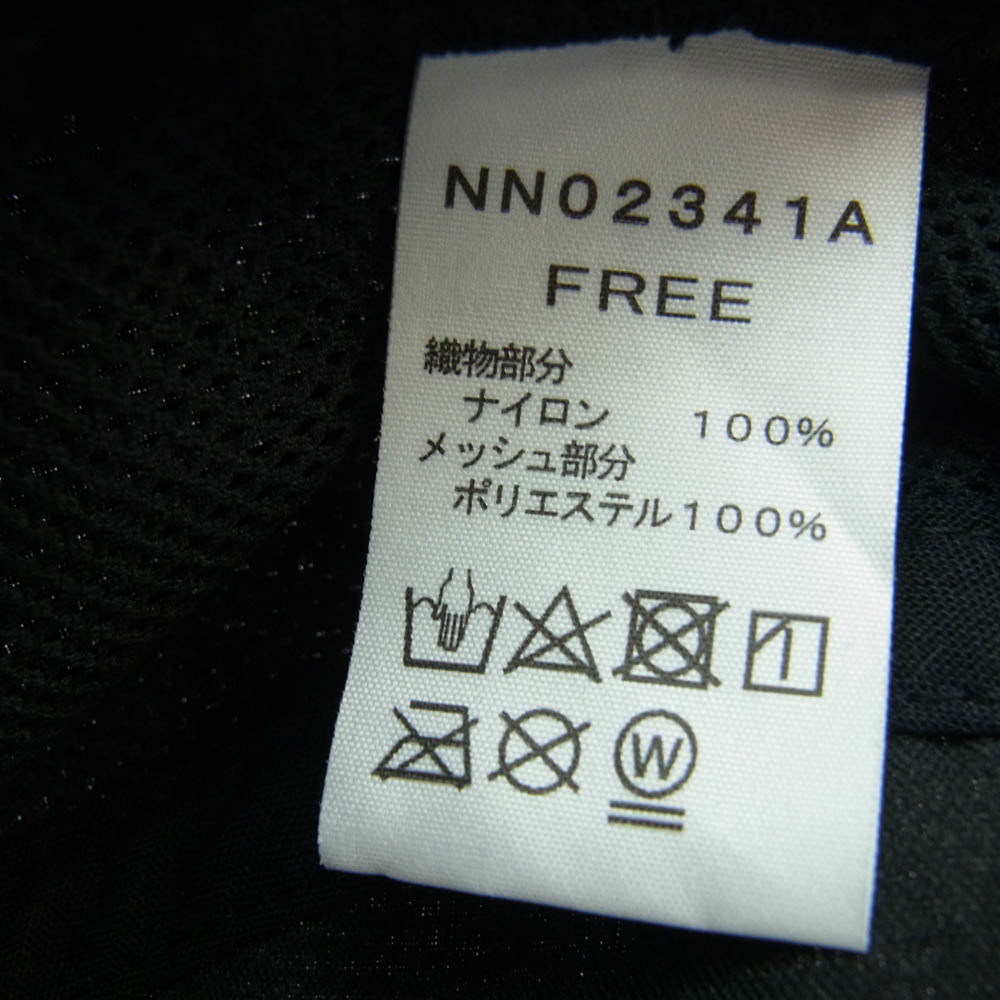 NN02341A
FREE
織物部分
ナイロン 100%
メッシュ部分
ポリエステル100%
W